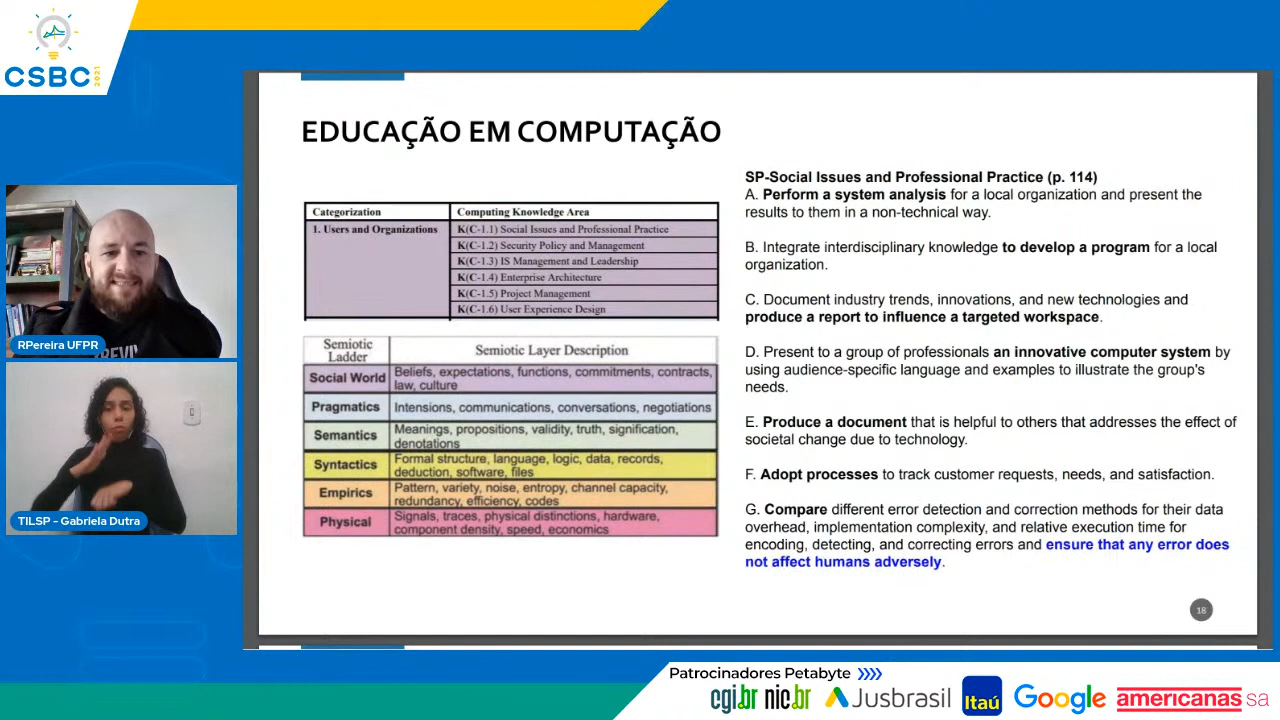 CSBC 2021
EDUCAÇÃO EM COMPUTAÇÃO
Categorization
Computing Knowledge Area
1. Users and Organizations
K(C-1.1) Social Issues and Professional Practice
K(C-1.2) Security Policy and Management
K(C-1.3) IS Management and Leadership
K(C-1.4) Enterprise Architecture
K(C-1.5) Project Management
K(C-1.6) User Experience Design
Semiotic
Ladder
Semiotic Layer Description
Social World
Beliefs, expectations, functions, commitments, contracts,
law, culture
Pragmatics
Intensions, communications, conversations, negotiations
Semantics
Meanings, propositions, validity, truth, signification,
denotations
Syntactics
Formal structure, language, logic, data, records,
deduction, software, files
Empirics
Pattern, variety, noise, entropy, channel capacity,
redundancy, efficiency, codes
Physical
Signals, traces, physical distinctions, hardware,
component density, speed, economics
SP-Social Issues and Professional Practice (p. 114)
A. Perform a system analysis for a local organization and present the
results to them in a non-technical way.
B. Integrate interdisciplinary knowledge to develop a program for a local
organization.
C. Document industry trends, innovations, and new technologies and
produce a report to influence a targeted workspace.
D. Present to a group of professionals an innovative computer system by
using audience-specific language and examples to illustrate the group's
needs.
E. Produce a document that is helpful to others that addresses the effect of
societal change due to technology.
F. Adopt processes to track customer requests, needs, and satisfaction.
G. Compare different error detection and correction methods for their data
overhead, implementation complexity, and relative execution time for
encoding, detecting, and correcting errors and ensure that any error does
not affect humans adversely.
18
RPereira UFPR
TILSP - Gabriela Dutra
Patrocinadores Petabyte
cgi.br nic.br Jusbrasil Itaú Google americanas sa